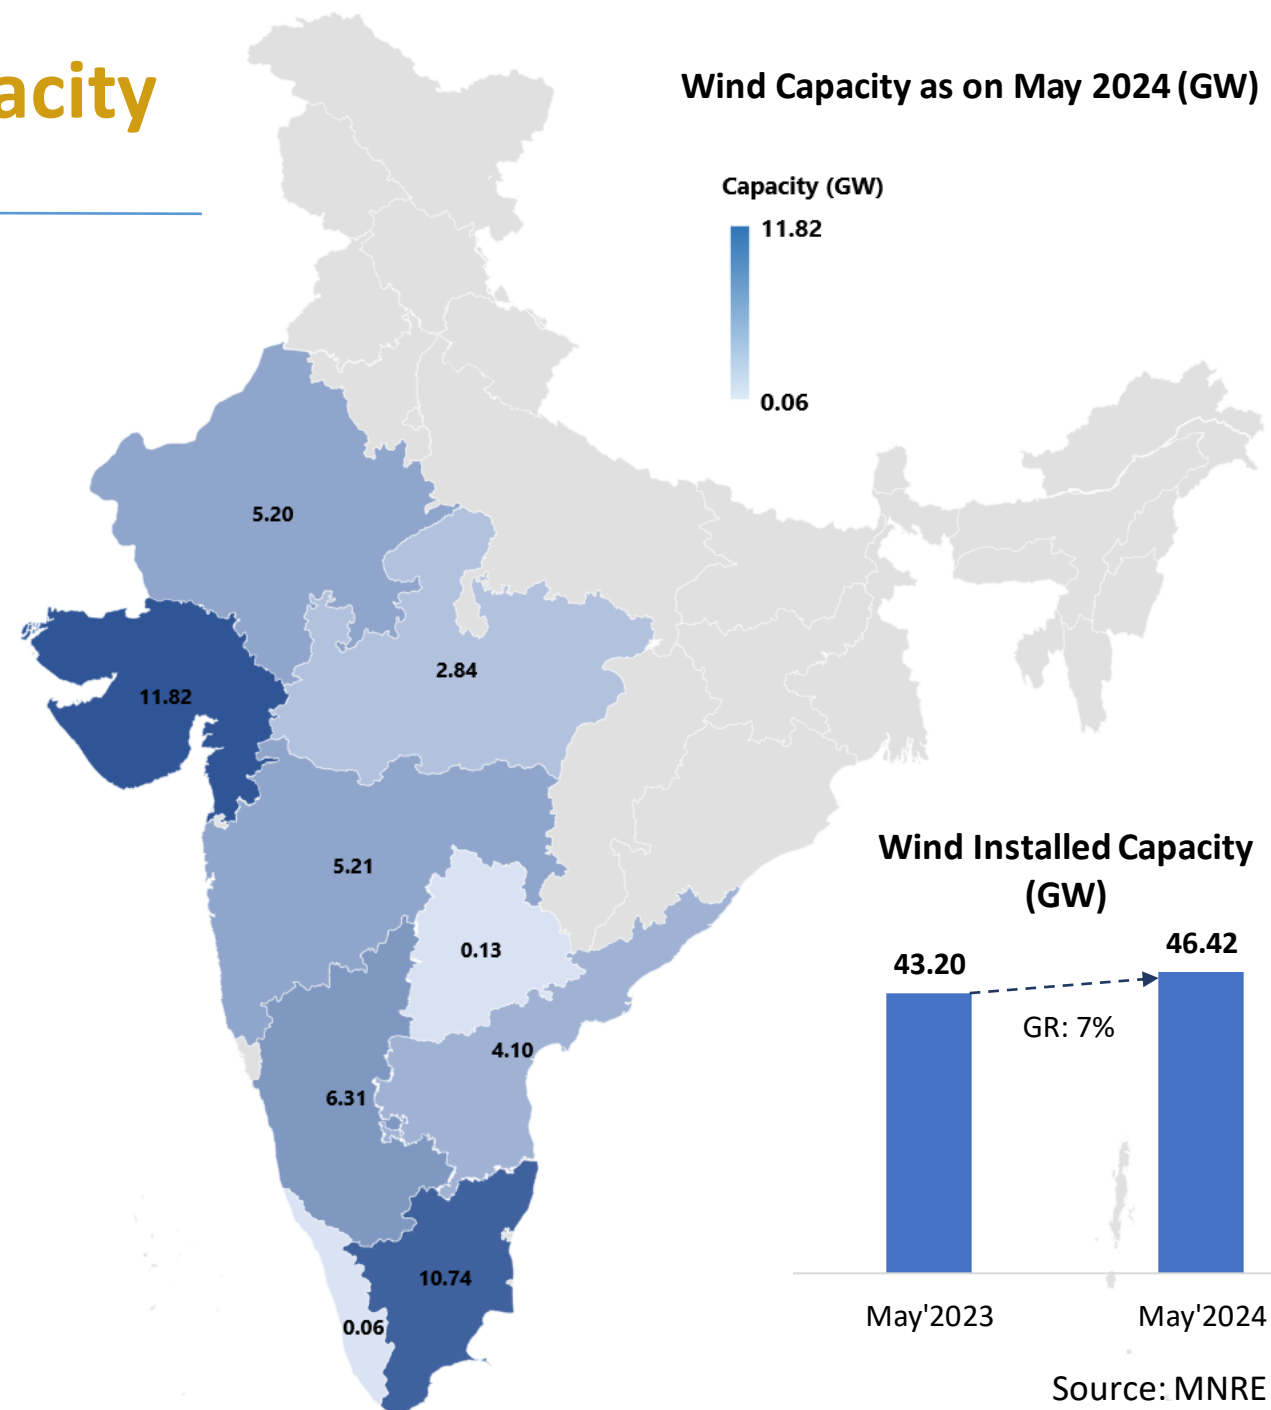 acity
Wind Capacity as on May 2024 (GW)
Capacity (GW)
11.82
0.06
5.20
2.84
11.82
5.21
0.13
4.10
6.31
10.74
0.06
Wind Installed Capacity
(GW)
43.20
46.42
GR: 7%
May'2023
May'2024
Source: MNRE